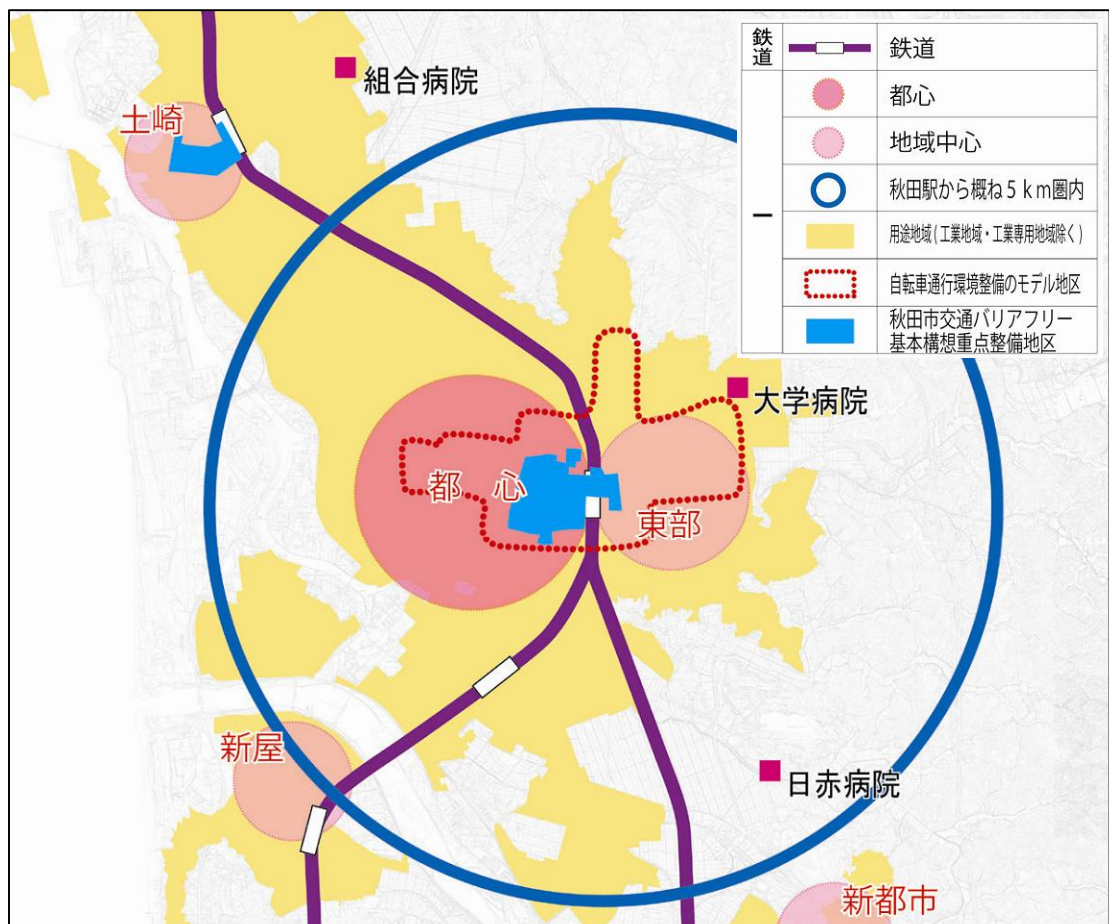 鉄道
鉄道
都心
地域中心
秋田駅から概ね5km圏内
用途地域(工業地域・工業専用地域除く)
自転車通行環境整備のモデル地区
秋田市交通バリアフリー
基本構想重点整備地区
組合病院
土崎
大学病院
都心
東部
新屋
日赤病院
新都市